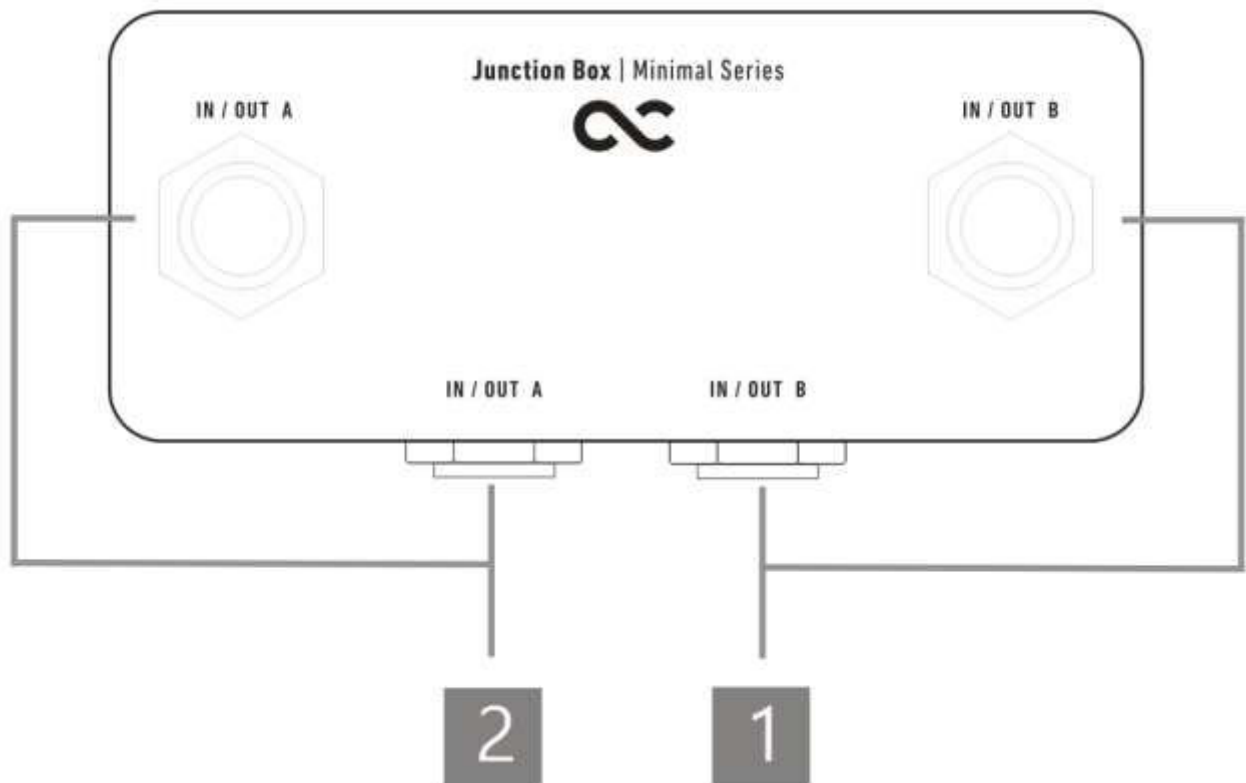 Junction Box | Minimal Series
IN / OUT A
IN / OUT B
IN / OUT A
IN / OUT B
2
1